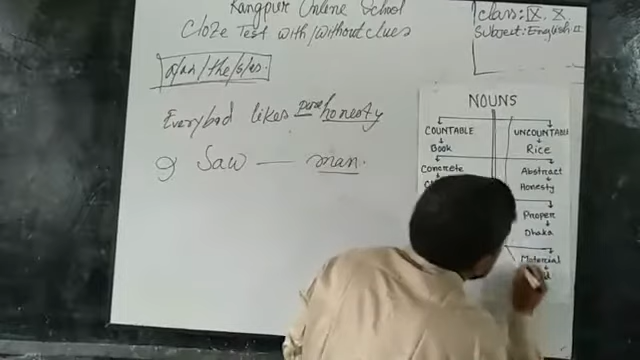 Rangpur Online School
Cloze Test with/without clues
class: IX. X.
Subject: English-II
a/an/the/s/es.
Everybod likes honesty
I Saw — man.
NOUNS
COUNTABLE
Book
Concrete
UNCOUNTABLE
Rice
Abstract
Honesty
Proper
Dhaka
Material